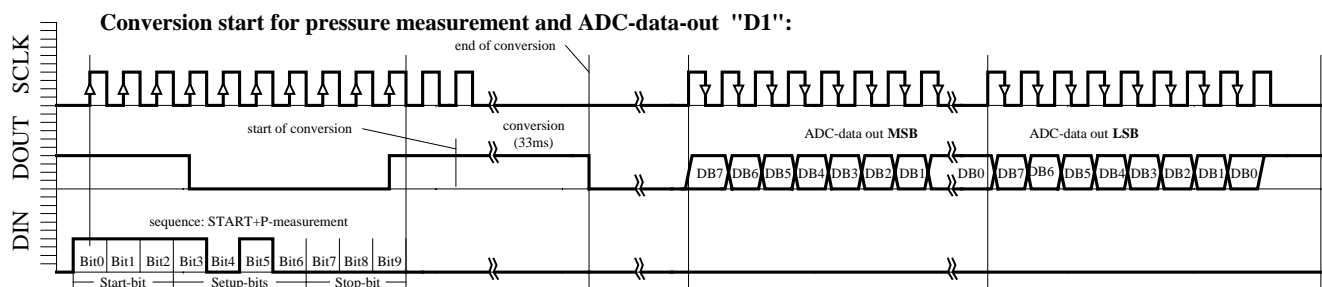 Conversion start for pressure measurement and ADC-data-out "D1":
end of conversion
SCLK
start of conversion
conversion
(33ms)
ADC-data out MSB
ADC-data out LSB
DOUT
DB7 DB6 DB5 DB4 DB3 DB2 DB1 DB0 DB7 DB6 DB5 DB4 DB3 DB2 DB1 DB0
sequence: START+P-measurement
DIN
Bit0 Bit1 Bit2 Bit3 Bit4 Bit5 Bit6 Bit7 Bit8 Bit9
Start-bit Setup-bits Stop-bit